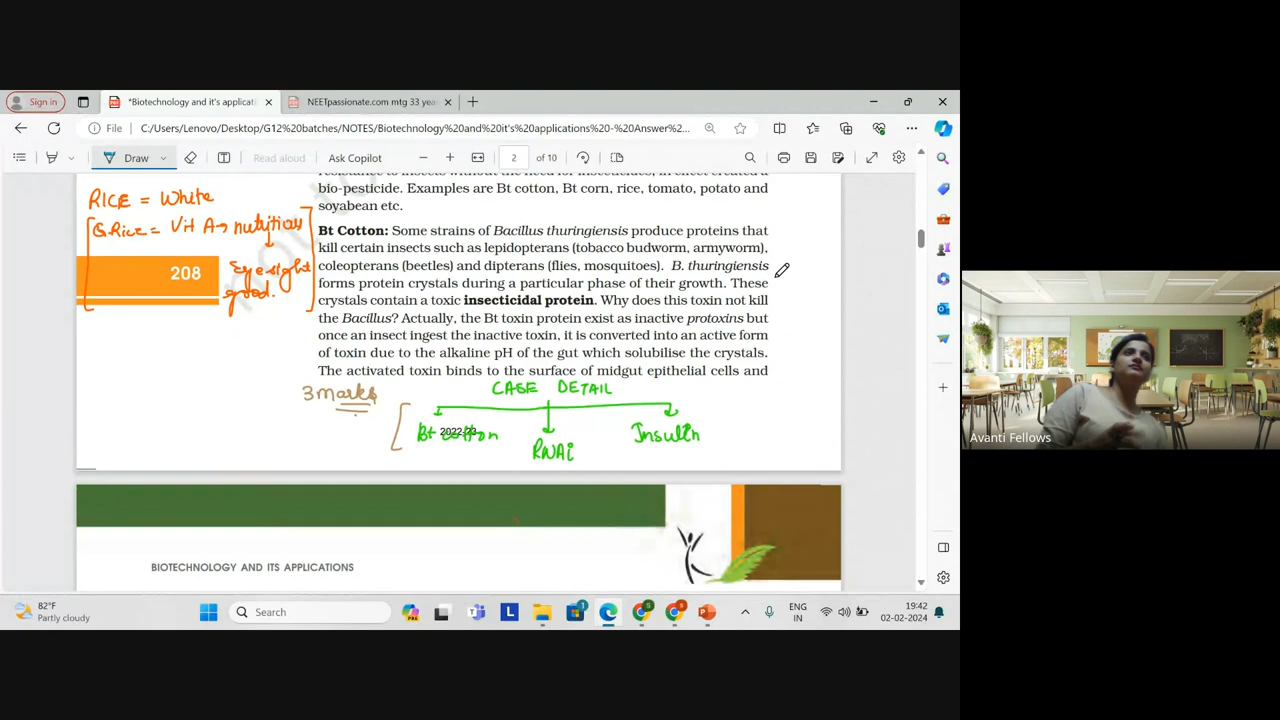 Sign in
*Biotechnology and it's applicati
NEETpassionate.com mtg 33 yea
File
C:/Users/Lenovo/Desktop/G12%20batches/NOTES/Biotechnology%20and%20it's%20applications%20-%20Answer%2...
Draw
Read aloud
Ask Copilot
2
of 10
bio-pesticide. Examples are Bt cotton, Bt corn, rice, tomato, potato and
soyabean etc.
RICE = White
G.Rice = Vit A → nutrition
Eyesight
good.
208
Bt Cotton: Some strains of Bacillus thuringiensis produce proteins that
kill certain insects such as lepidopterans (tobacco budworm, armyworm),
coleopterans (beetles) and dipterans (flies, mosquitoes). B. thuringiensis
forms protein crystals during a particular phase of their growth. These
crystals contain a toxic insecticidal protein. Why does this toxin not kill
the Bacillus? Actually, the Bt toxin protein exist as inactive protoxins but
once an insect ingest the inactive toxin, it is converted into an active form
of toxin due to the alkaline pH of the gut which solubilise the crystals.
The activated toxin binds to the surface of midgut epithelial cells and
3 marks
CASE DETAIL
Bt cotton
2022-23
RNAi
Insulin
BIOTECHNOLOGY AND ITS APPLICATIONS
Avanti Fellows
82°F
Partly cloudy
Search
ENG
IN
19:42
02-02-2024